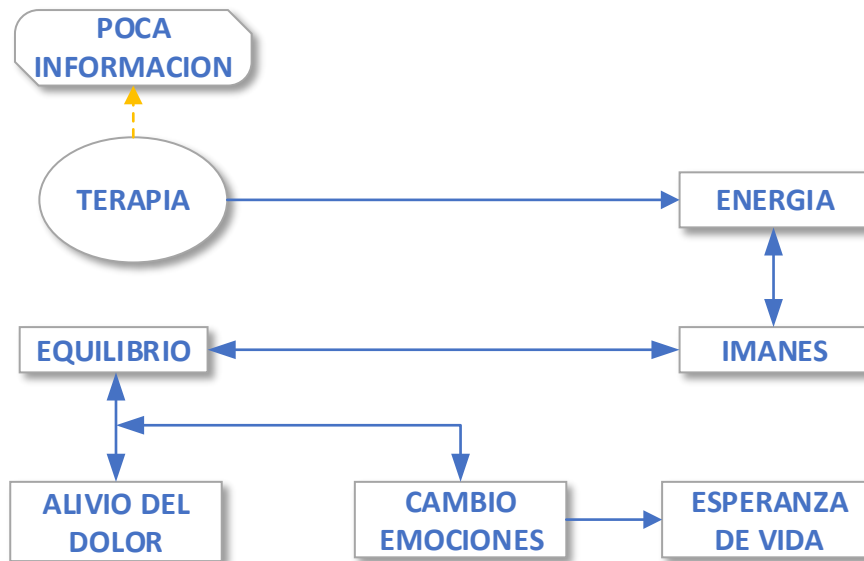 POCA
INFORMACION
TERAPIA
ENERGIA
EQUILIBRIO
IMANES
ALIVIO DEL
DOLOR
CAMBIO
EMOCIONES
ESPERANZA
DE VIDA